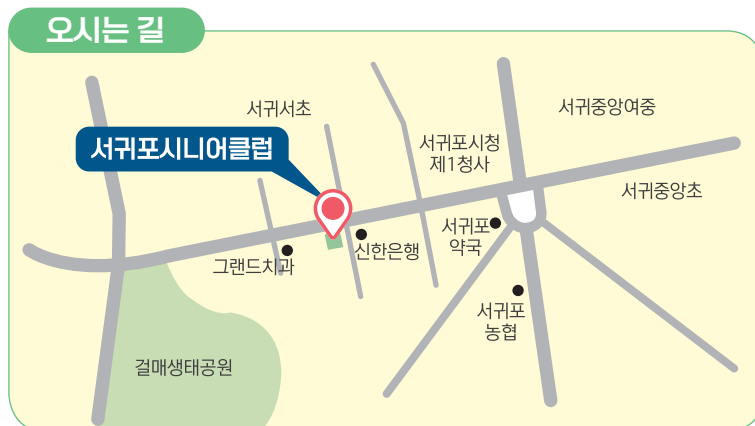 오시는 길
서귀중앙여중
서귀서초
서귀포시청
제1청사
서귀포시니어클럽
서귀중앙초
서귀포
약국
신한은행
그랜드치과
서귀포
농협
걸매생태공원